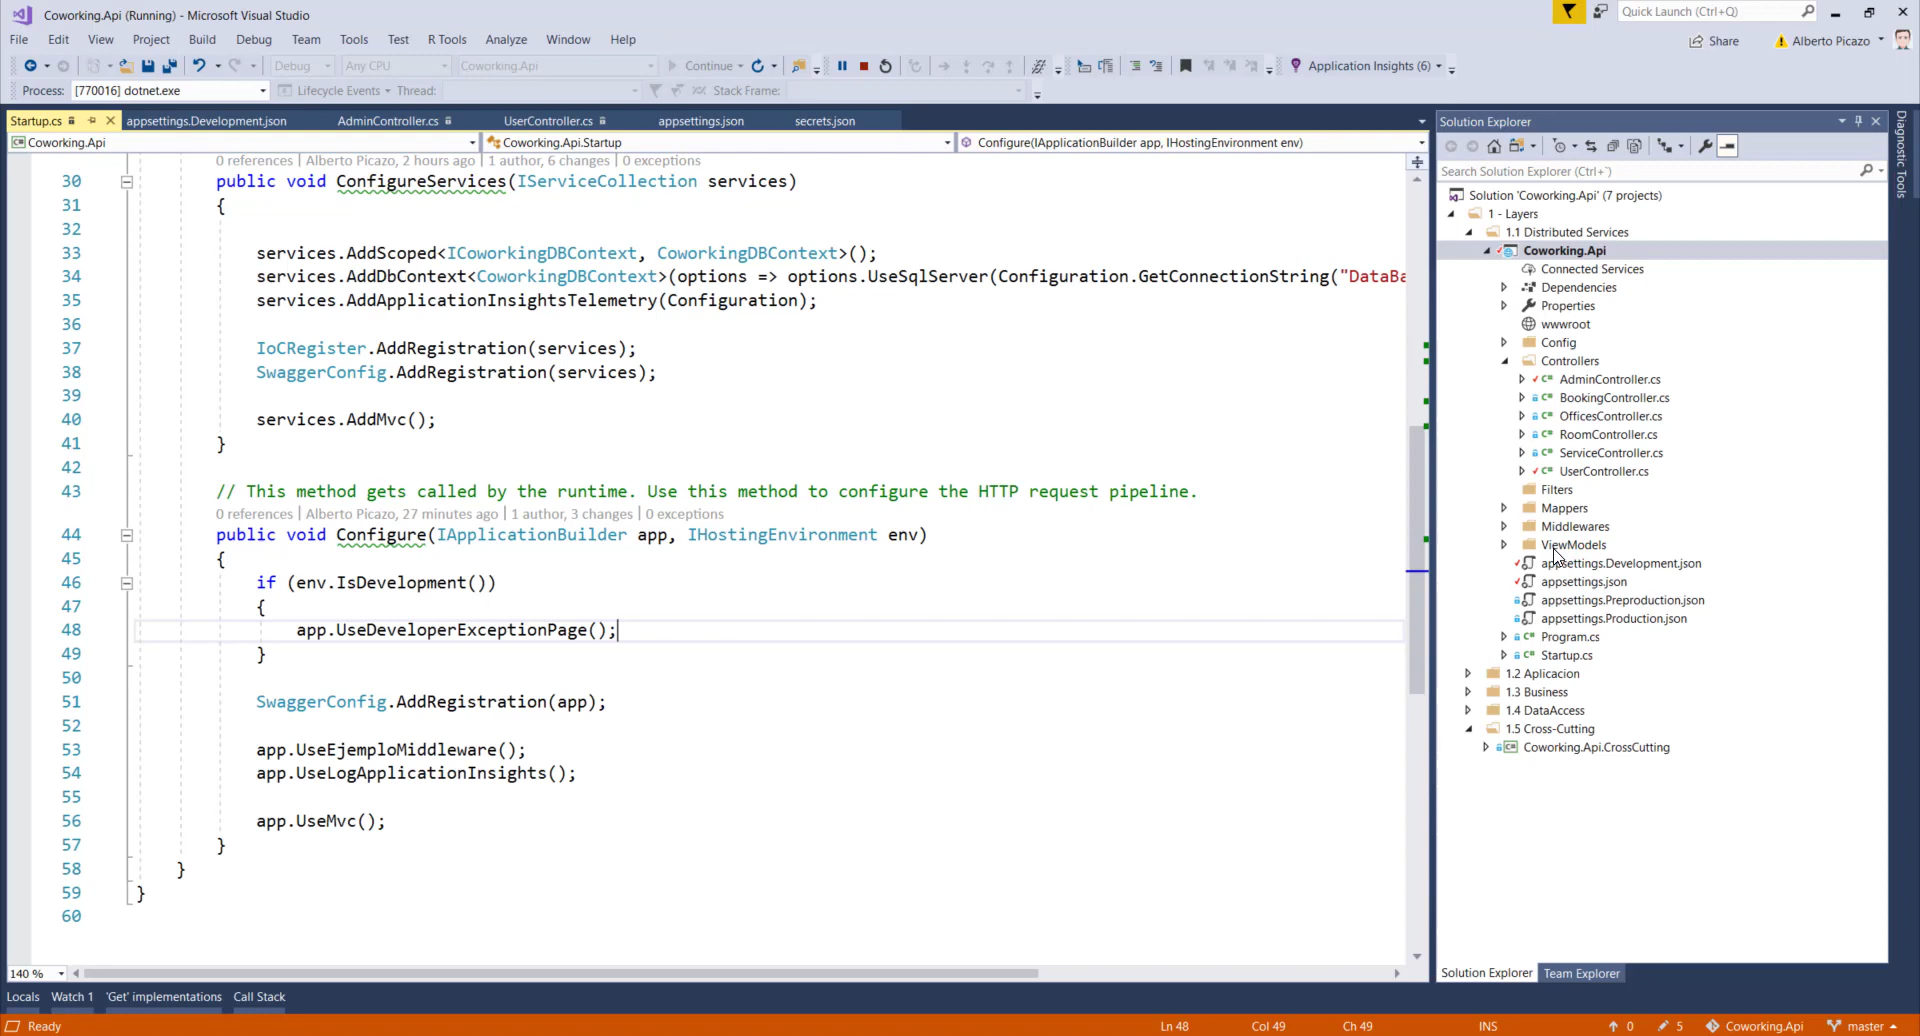 Coworking.Api (Running) - Microsoft Visual Studio
Quick Launch (Ctrl+Q)
File Edit View Project Build Debug Team Tools Test R Tools Analyze Window Help
Share Alberto Picazo
Debug Any CPU Coworking.Api Continue Application Insights (6)
Process: [770016] dotnet.exe Lifecycle Events Thread: Stack Frame:
Startup.cs appsettings.Development.json AdminController.cs UserController.cs appsettings.json secrets.json
Coworking.Api Coworking.Api.Startup Configure(IApplicationBuilder app, IHostingEnvironment env)
0 references | Alberto Picazo, 2 hours ago | 1 author, 6 changes | 0 exceptions
30 public void ConfigureServices(IServiceCollection services)
31 {
32
33 services.AddScoped<ICoworkingDBContext, CoworkingDBContext>();
34 services.AddDbContext<CoworkingDBContext>(options => options.UseSqlServer(Configuration.GetConnectionString("DataBa
35 services.AddApplicationInsightsTelemetry(Configuration);
36
37 IoCRegister.AddRegistration(services);
38 SwaggerConfig.AddRegistration(services);
39
40 services.AddMvc();
41 }
42
43 // This method gets called by the runtime. Use this method to configure the HTTP request pipeline.
0 references | Alberto Picazo, 27 minutes ago | 1 author, 3 changes | 0 exceptions
44 public void Configure(IApplicationBuilder app, IHostingEnvironment env)
45 {
46 if (env.IsDevelopment())
47 {
48 app.UseDeveloperExceptionPage();
49 }
50
51 SwaggerConfig.AddRegistration(app);
52
53 app.UseEjemploMiddleware();
54 app.UseLogApplicationInsights();
55
56 app.UseMvc();
57 }
58 }
59 }
60
140 %
Solution Explorer
Search Solution Explorer (Ctrl+¨)
Solution 'Coworking.Api' (7 projects)
1 - Layers
1.1 Distributed Services
Coworking.Api
Connected Services
Dependencies
Properties
wwwroot
Config
Controllers
AdminController.cs
BookingController.cs
OfficesController.cs
RoomController.cs
ServiceController.cs
UserController.cs
Filters
Mappers
Middlewares
ViewModels
appsettings.Development.json
appsettings.json
appsettings.Preproduction.json
appsettings.Production.json
Program.cs
Startup.cs
1.2 Aplicacion
1.3 Business
1.4 DataAccess
1.5 Cross-Cutting
Coworking.Api.CrossCutting
Solution Explorer Team Explorer
Diagnostic Tools
Locals Watch 1 'Get' implementations Call Stack
Ready Ln 48 Col 49 Ch 49 INS 0 5 Coworking.Api master